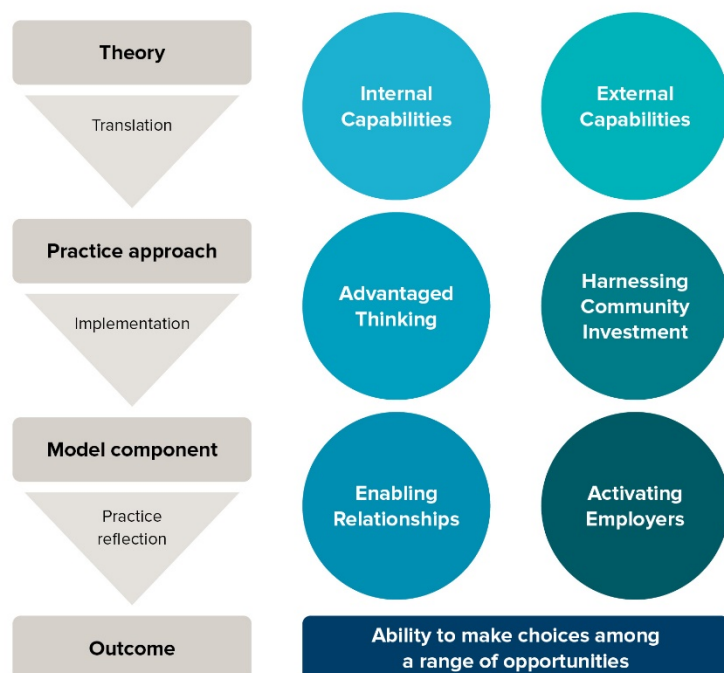 Theory
Translation
Internal
Capabilities
External
Capabilities
Practice approach
Implementation
Advantaged
Thinking
Harnessing
Community
Investment
Model component
Practice
reflection
Enabling
Relationships
Activating
Employers
Outcome
Ability to make choices among
a range of opportunities